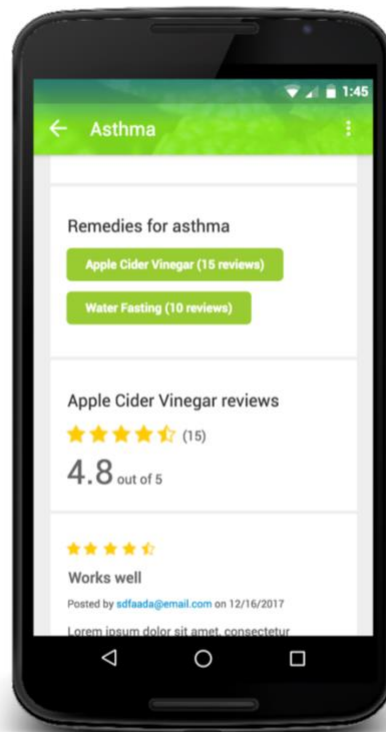 1:45
Asthma
Remedies for asthma
Apple Cider Vinegar (15 reviews)
Water Fasting (10 reviews)
Apple Cider Vinegar reviews
(15)
4.8 out of 5
Works well
Posted by sdfaada@email.com on 12/16/2017
Lorem ipsum dolor sit amet, consectetur